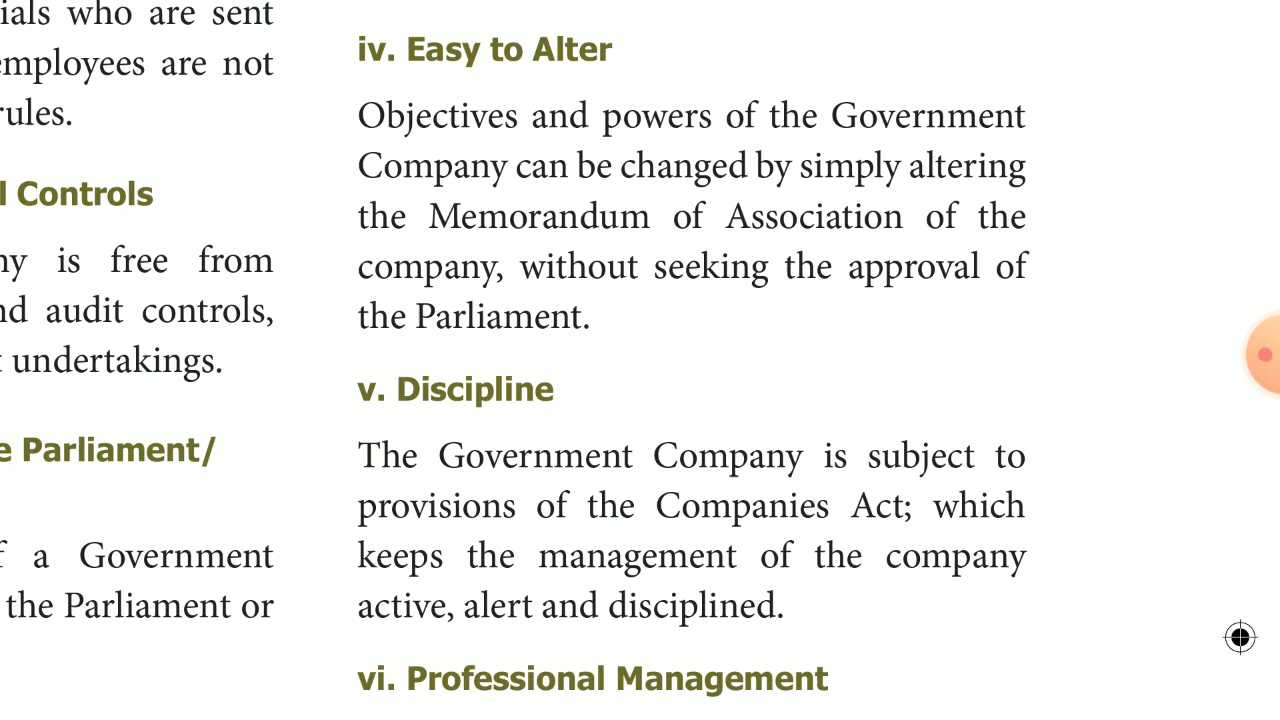 ials who are sent
employees are not
rules.
l Controls
ny is free from
nd audit controls,
t undertakings.
e Parliament/
f a Government
the Parliament or
iv. Easy to Alter
Objectives and powers of the Government
Company can be changed by simply altering
the Memorandum of Association of the
company, without seeking the approval of
the Parliament.
v. Discipline
The Government Company is subject to
provisions of the Companies Act; which
keeps the management of the company
active, alert and disciplined.
vi. Professional Management